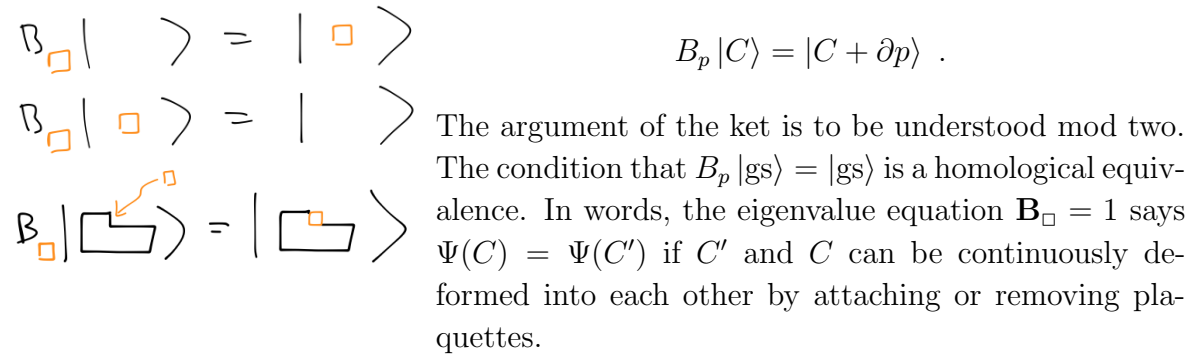 B□| ⟩ = | □ ⟩
B□| □ ⟩ = | ⟩
B□| ⟩ = | ⟩
B_p |C⟩ = |C + ∂p⟩ .
The argument of the ket is to be understood mod two.
The condition that B_p |gs⟩ = |gs⟩ is a homological equiv-
alence. In words, the eigenvalue equation B□ = 1 says
Ψ(C) = Ψ(C′) if C′ and C can be continuously de-
formed into each other by attaching or removing pla-
quettes.